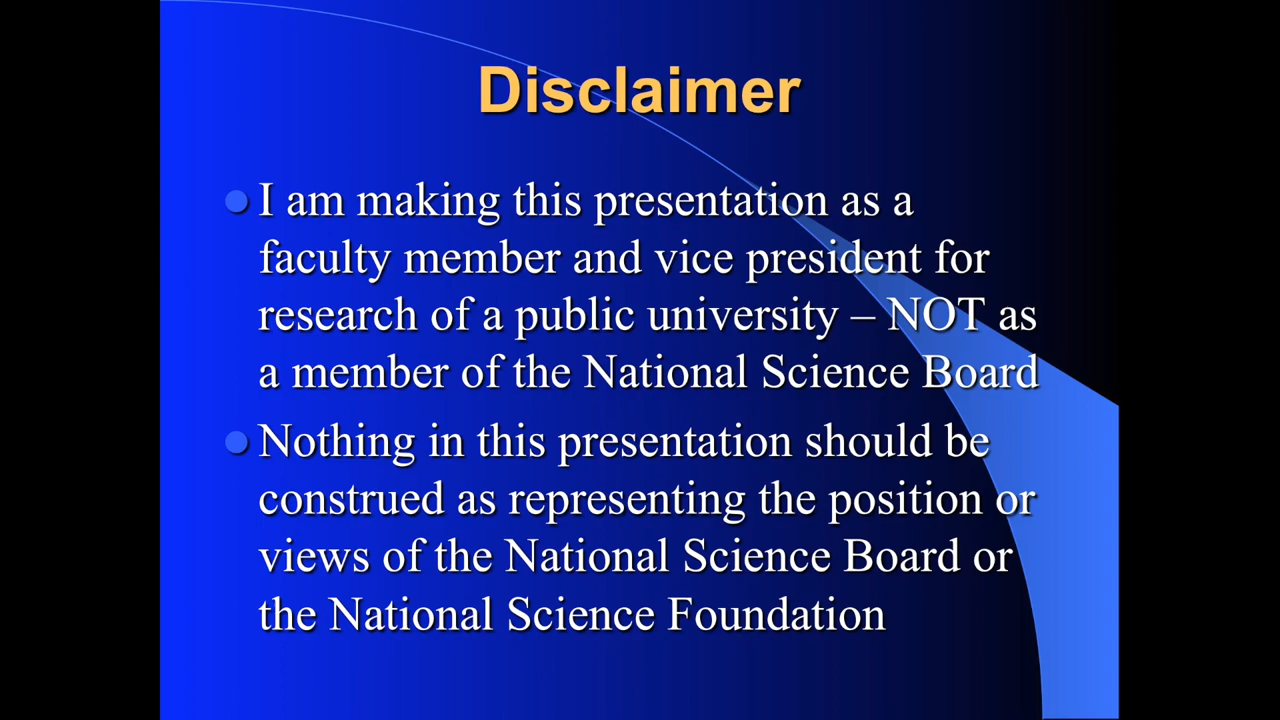 Disclaimer
I am making this presentation as a
faculty member and vice president for
research of a public university – NOT as
a member of the National Science Board
Nothing in this presentation should be
construed as representing the position or
views of the National Science Board or
the National Science Foundation